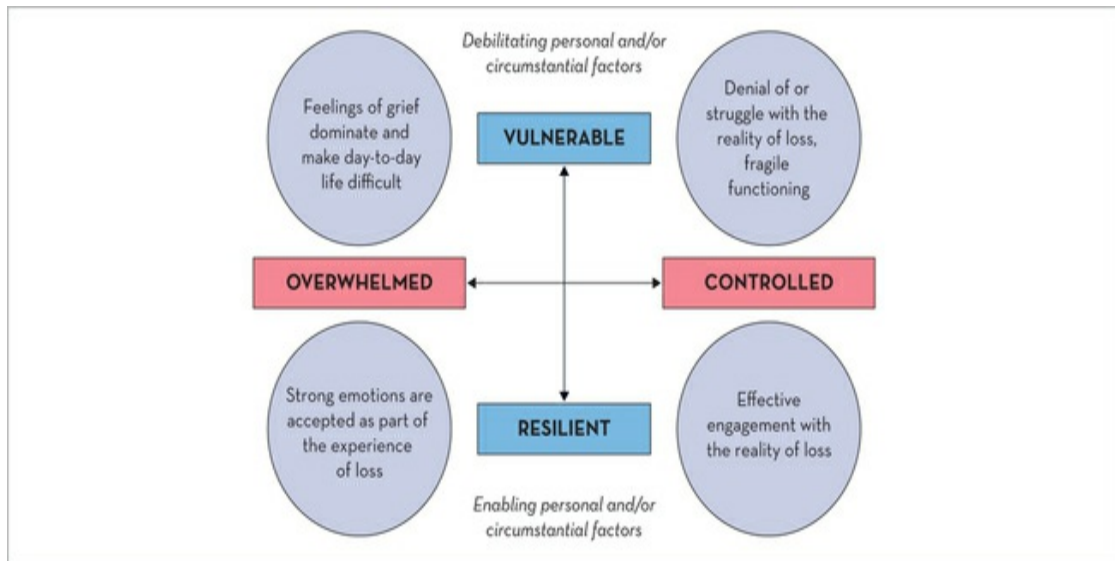 Debilitating personal and/or
circumstantial factors
Feelings of grief
dominate and
make day-to-day
life difficult
VULNERABLE
Denial of or
struggle with the
reality of loss,
fragile
functioning
OVERWHELMED
CONTROLLED
Strong emotions are
accepted as part of
the experience
of loss
RESILIENT
Effective
engagement with
the reality of loss
Enabling personal and/or
circumstantial factors